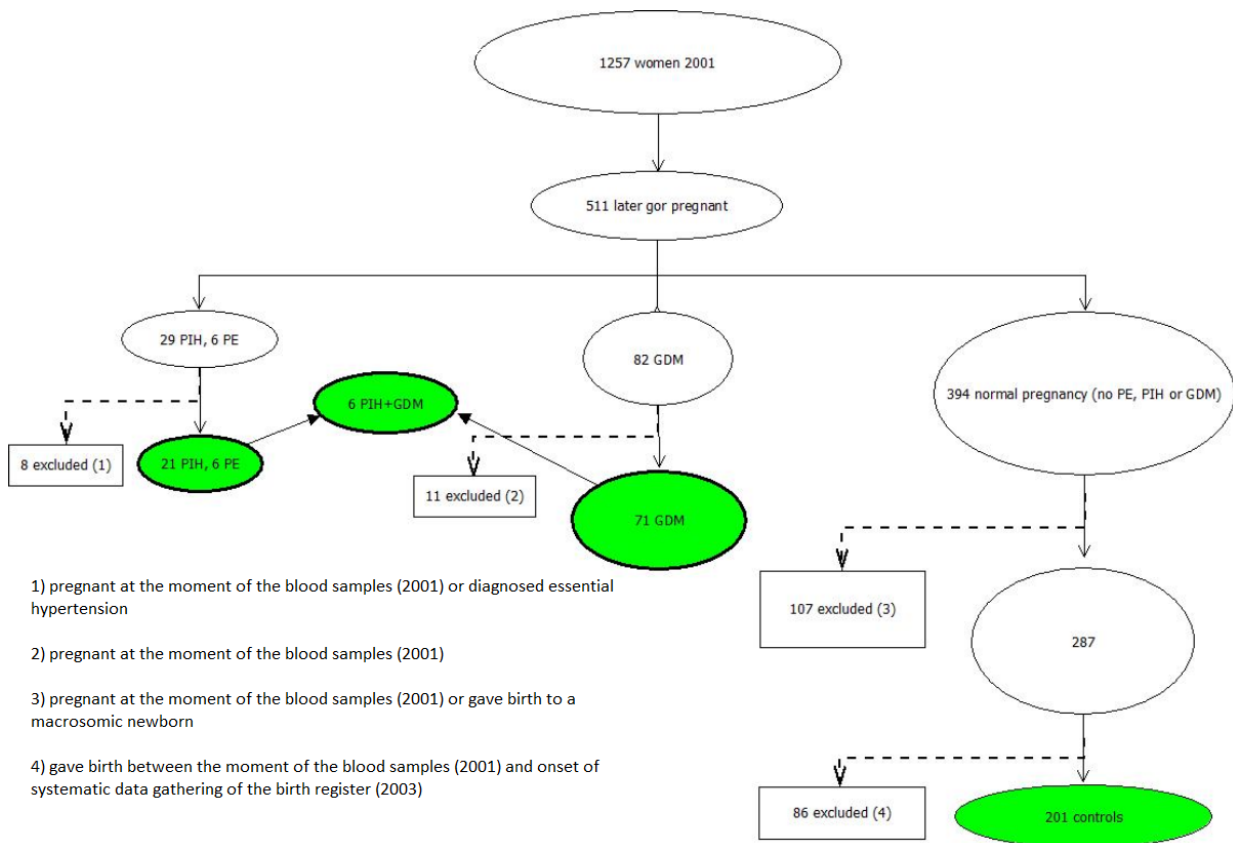 1257 women 2001
511 later gor pregnant
29 PIH, 6 PE
82 GDM
394 normal pregnancy (no PE, PIH or GDM)
6 PIH+GDM
8 excluded (1)
21 PIH, 6 PE
11 excluded (2)
71 GDM
107 excluded (3)
287
86 excluded (4)
201 controls
1) pregnant at the moment of the blood samples (2001) or diagnosed essential
hypertension
2) pregnant at the moment of the blood samples (2001)
3) pregnant at the moment of the blood samples (2001) or gave birth to a
macrosomic newborn
4) gave birth between the moment of the blood samples (2001) and onset of
systematic data gathering of the birth register (2003)